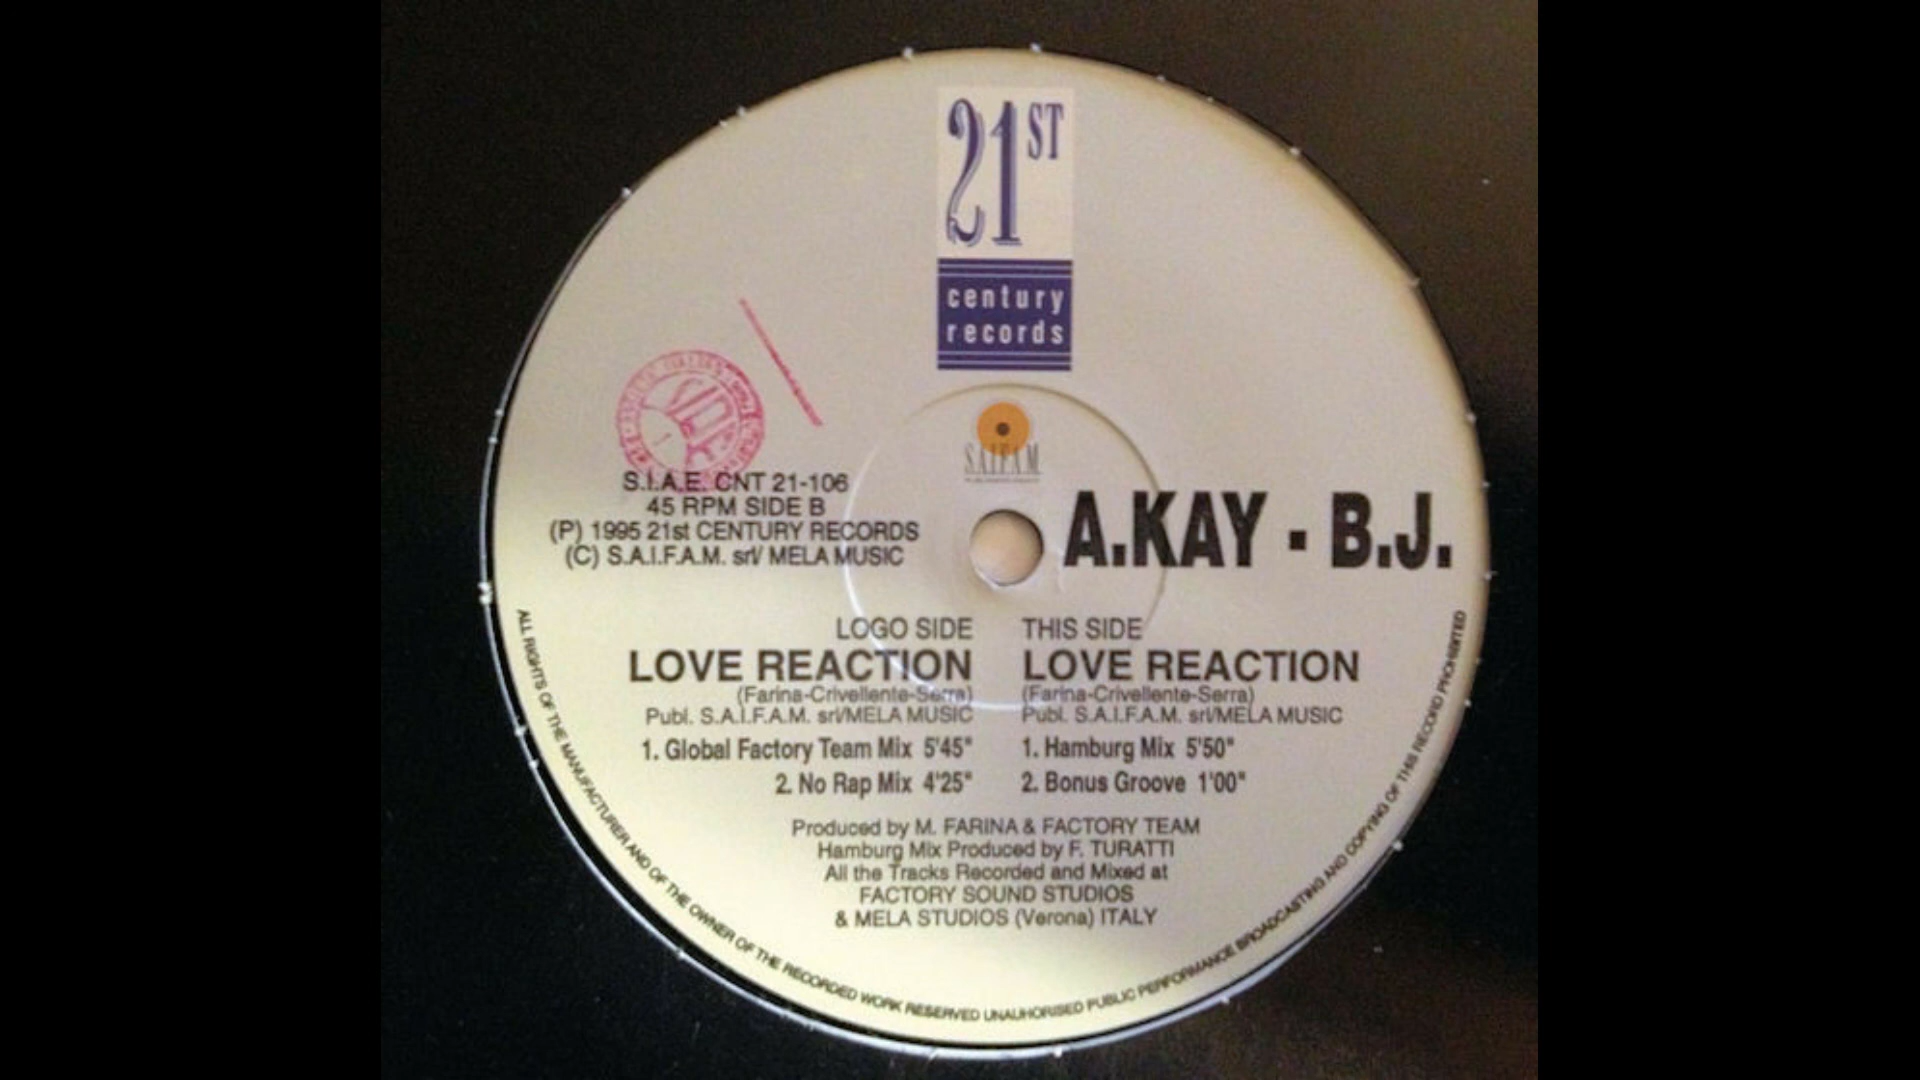 21ST
century
records
SIAE
S.A.I.F.A.M.
S.I.A.E. CNT 21-106
45 RPM SIDE B
(P) 1995 21st CENTURY RECORDS
(C) S.A.I.F.A.M. srl/ MELA MUSIC
A.KAY - B.J.
LOGO SIDE
LOVE REACTION
(Farina-Crivellente-Serra)
Publ. S.A.I.F.A.M. srl/MELA MUSIC
1. Global Factory Team Mix 5'45"
2. No Rap Mix 4'25"
THIS SIDE
LOVE REACTION
(Farina-Crivellente-Serra)
Publ. S.A.I.F.A.M. srl/MELA MUSIC
1. Hamburg Mix 5'50"
2. Bonus Groove 1'00"
Produced by M. FARINA & FACTORY TEAM
Hamburg Mix Produced by F. TURATTI
All the Tracks Recorded and Mixed at
FACTORY SOUND STUDIOS
& MELA STUDIOS (Verona) ITALY
ALL RIGHTS OF THE MANUFACTURER AND OF THE OWNER OF THE RECORDED WORK RESERVED UNAUHORISED PUBLIC PERFORMANCE BROADCASTING AND COPYING OF THIS RECORD PROHIBITED